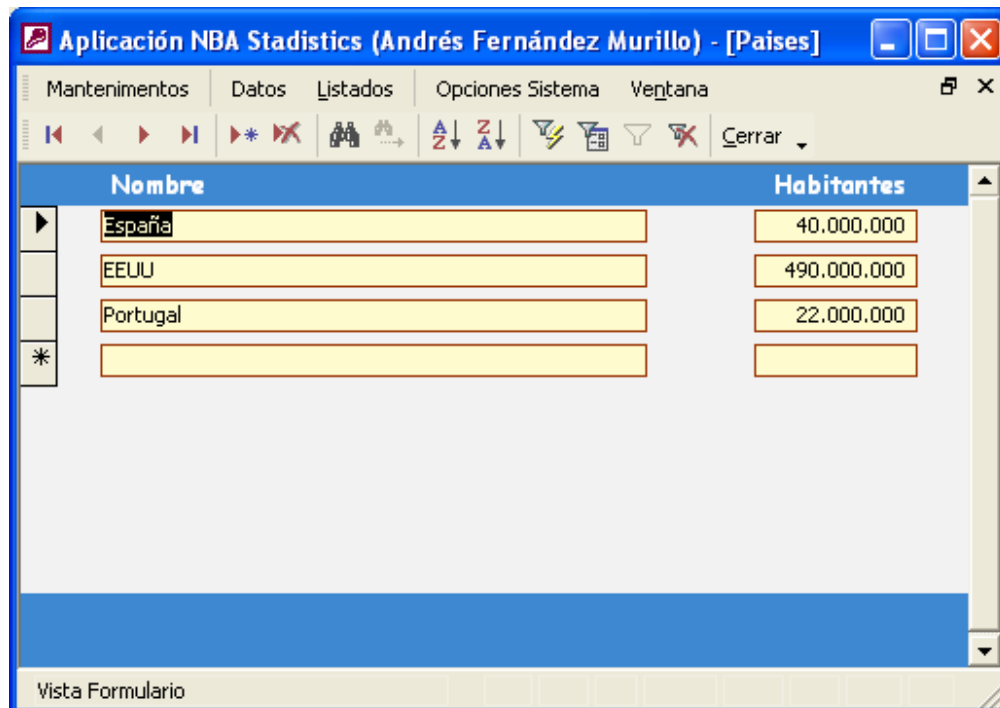 Aplicación NBA Stadistics (Andrés Fernández Murillo) - [Paises]
Mantenimentos Datos Listados Opciones Sistema Ventana
Cerrar
Nombre Habitantes
España 40.000.000
EEUU 490.000.000
Portugal 22.000.000
Vista Formulario